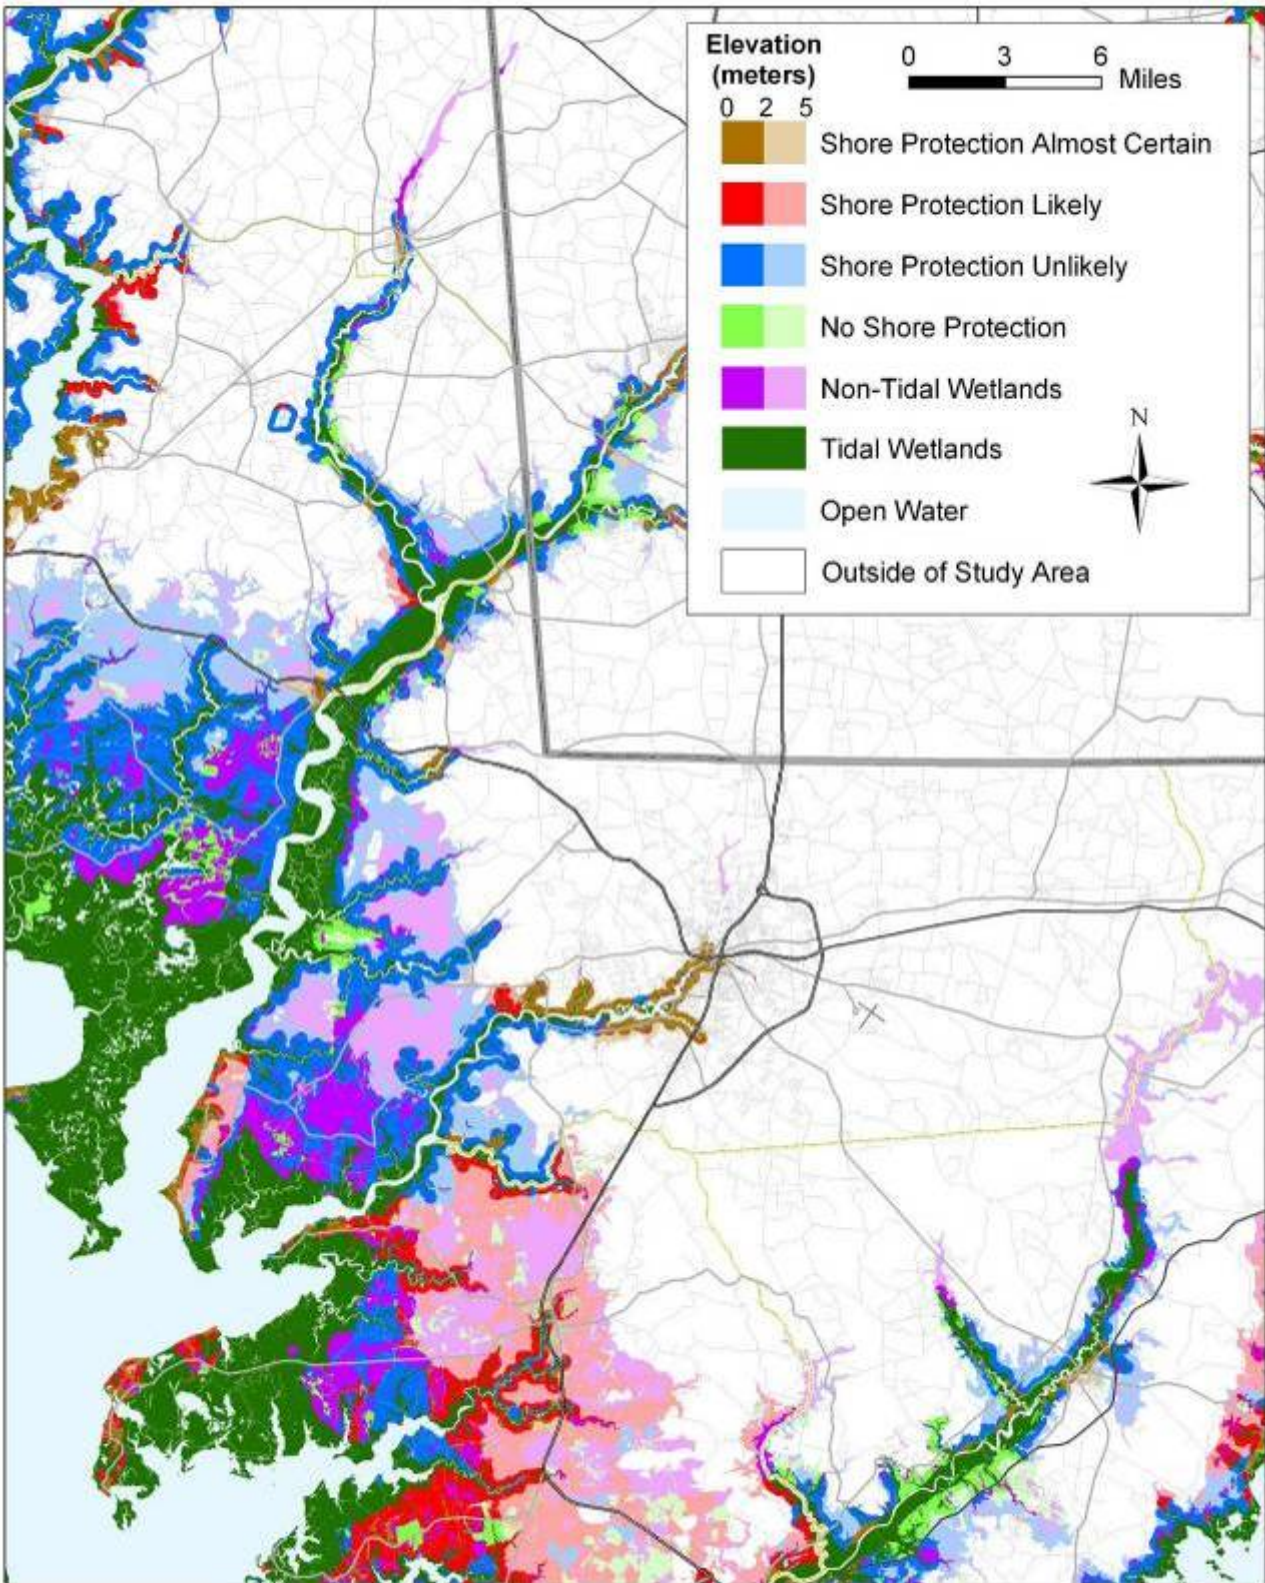 Elevation
(meters)
0 2 5
0 3 6
Miles
Shore Protection Almost Certain
Shore Protection Likely
Shore Protection Unlikely
No Shore Protection
Non-Tidal Wetlands
N
Tidal Wetlands
Open Water
Outside of Study Area